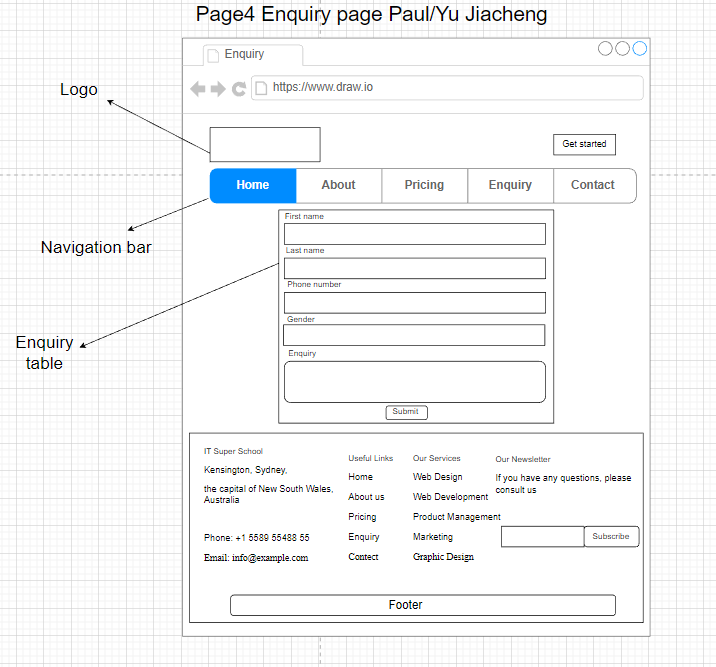 Page4 Enquiry page Paul/Yu Jiacheng
Enquiry
https://www.draw.io
Logo
Get started
Home About Pricing Enquiry Contact
Navigation bar
First name
Last name
Phone number
Gender
Enquiry
table
Enquiry
Submit
IT Super School
Kensington, Sydney,
the capital of New South Wales,
Australia
Phone: +1 5589 55488 55
Email: info@example.com
Useful Links
Home
About us
Pricing
Enquiry
Contect
Our Services
Web Design
Web Development
Product Management
Marketing
Graphic Design
Our Newsletter
If you have any questions, please
consult us
Subscribe
Footer